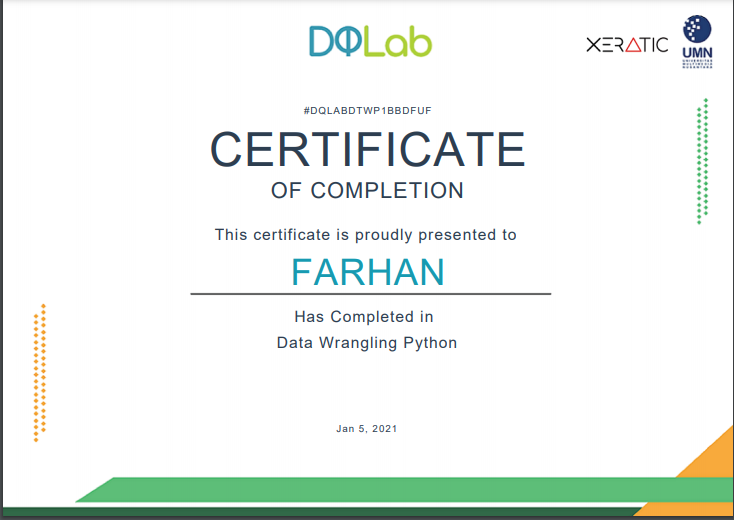 DQLab
XERATIC
UMN
UNIVERSITAS
MULTIMEDIA
NUSANTARA
#DQLABDTWP1BBDFUF
CERTIFICATE
OF COMPLETION
This certificate is proudly presented to
FARHAN
Has Completed in
Data Wrangling Python
Jan 5, 2021